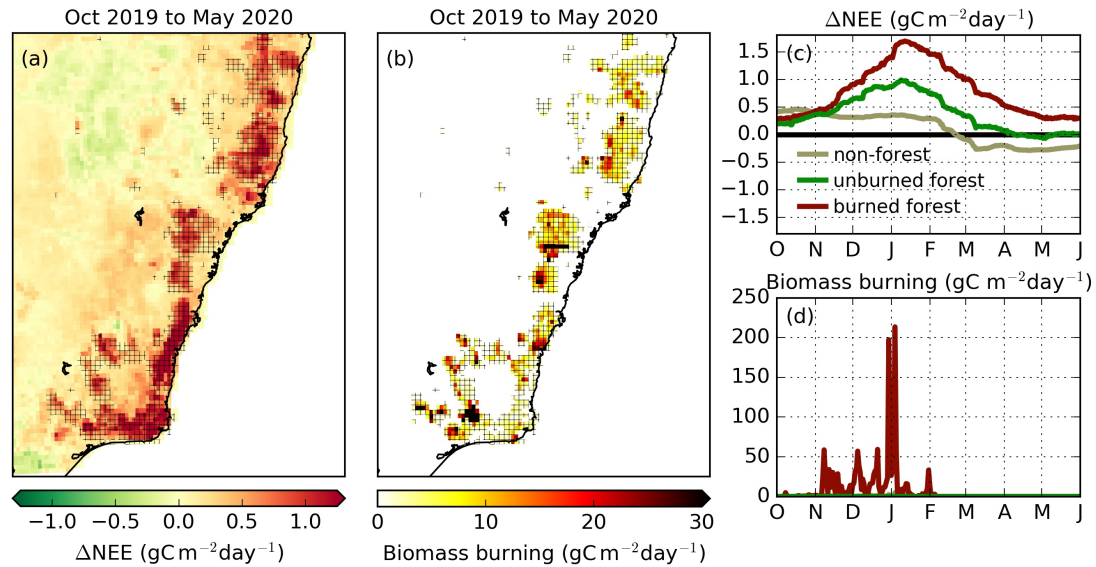 Oct 2019 to May 2020
(a)
−1.0 −0.5 0.0 0.5 1.0
ΔNEE (gC m⁻²day⁻¹)
Oct 2019 to May 2020
(b)
0 10 20 30
Biomass burning (gC m⁻²day⁻¹)
ΔNEE (gC m⁻²day⁻¹)
(c)
1.5
1.0
0.5
0.0
−0.5
−1.0
−1.5
non-forest
unburned forest
burned forest
O N D J F M A M J
Biomass burning (gC m⁻²day⁻¹)
(d)
250
200
150
100
50
0
O N D J F M A M J